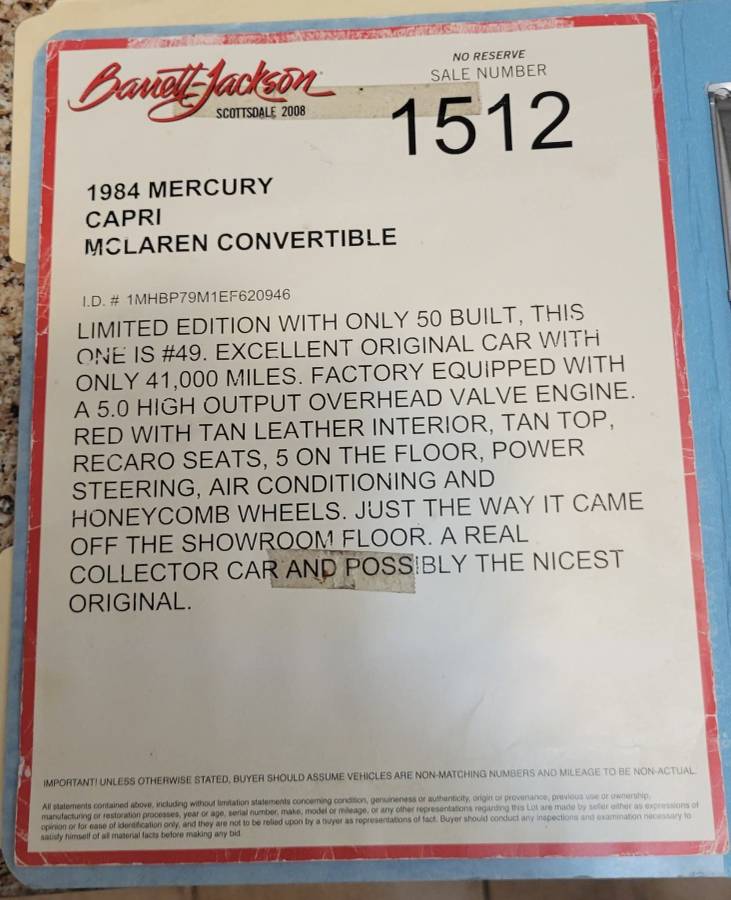 Barrett-Jackson
SCOTTSDALE 2008
NO RESERVE
SALE NUMBER
1512
1984 MERCURY
CAPRI
MCLAREN CONVERTIBLE
I.D. # 1MHBP79M1EF620946
LIMITED EDITION WITH ONLY 50 BUILT, THIS
ONE IS #49. EXCELLENT ORIGINAL CAR WITH
ONLY 41,000 MILES. FACTORY EQUIPPED WITH
A 5.0 HIGH OUTPUT OVERHEAD VALVE ENGINE.
RED WITH TAN LEATHER INTERIOR, TAN TOP,
RECARO SEATS, 5 ON THE FLOOR, POWER
STEERING, AIR CONDITIONING AND
HONEYCOMB WHEELS. JUST THE WAY IT CAME
OFF THE SHOWROOM FLOOR. A REAL
COLLECTOR CAR AND POSSIBLY THE NICEST
ORIGINAL.
IMPORTANT! UNLESS OTHERWISE STATED, BUYER SHOULD ASSUME VEHICLES ARE NON-MATCHING NUMBERS AND MILEAGE TO BE NON-ACTUAL.
All statements contained above, including without limitation statements concerning condition, genuineness or authenticity, origin or provenance, previous use or ownership,
manufacturing or restoration processes, year or age, serial number, make, model or mileage, or any other representations regarding this Lot are made by seller either as expressions of
opinion or for ease of identification only, and they are not to be relied upon by a buyer as representations of fact. Buyer should conduct any inspections and examination necessary to
satisfy himself of all material facts before making any bid.